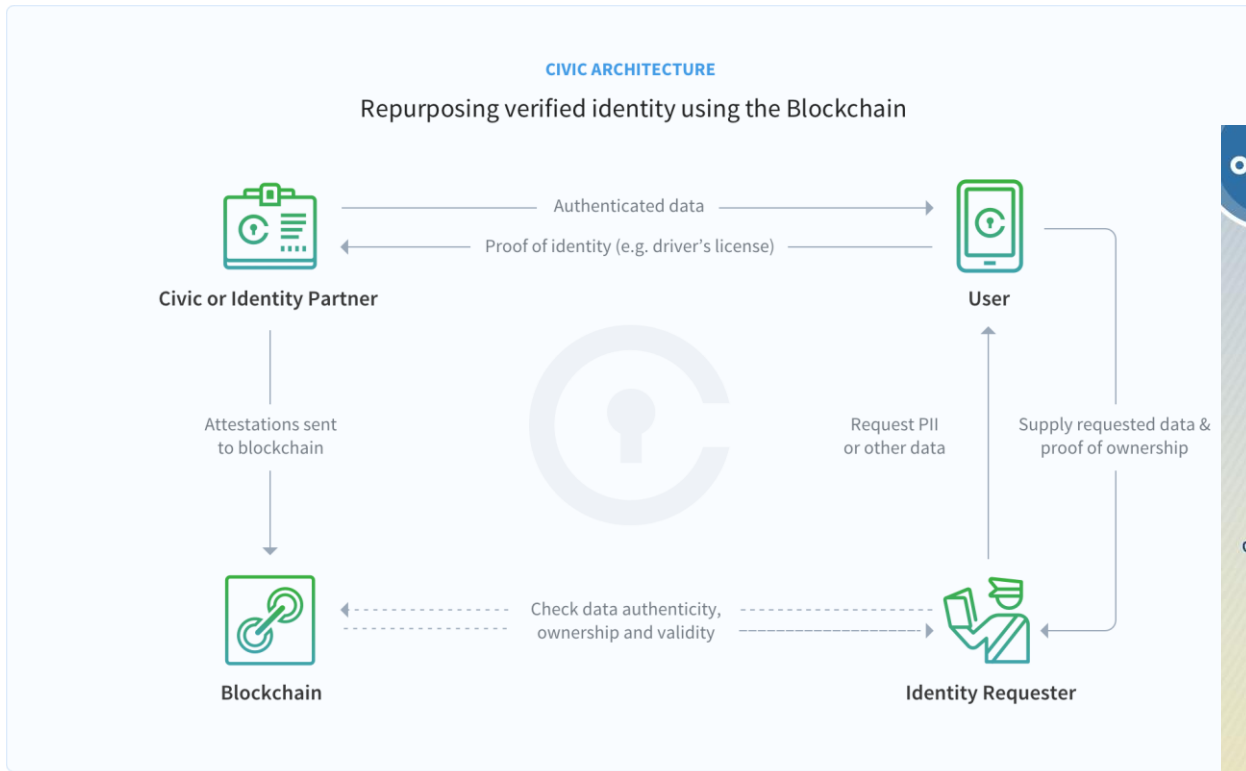 CIVIC ARCHITECTURE
Repurposing verified identity using the Blockchain
Authenticated data
Proof of identity (e.g. driver's license)
Civic or Identity Partner
User
Attestations sent
to blockchain
Request PII
or other data
Supply requested data &
proof of ownership
Check data authenticity,
ownership and validity
Blockchain
Identity Requester